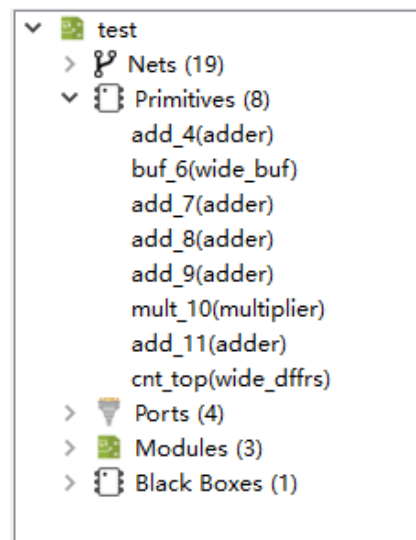 test
Nets (19)
Primitives (8)
add_4(adder)
buf_6(wide_buf)
add_7(adder)
add_8(adder)
add_9(adder)
mult_10(multiplier)
add_11(adder)
cnt_top(wide_dffrs)
Ports (4)
Modules (3)
Black Boxes (1)